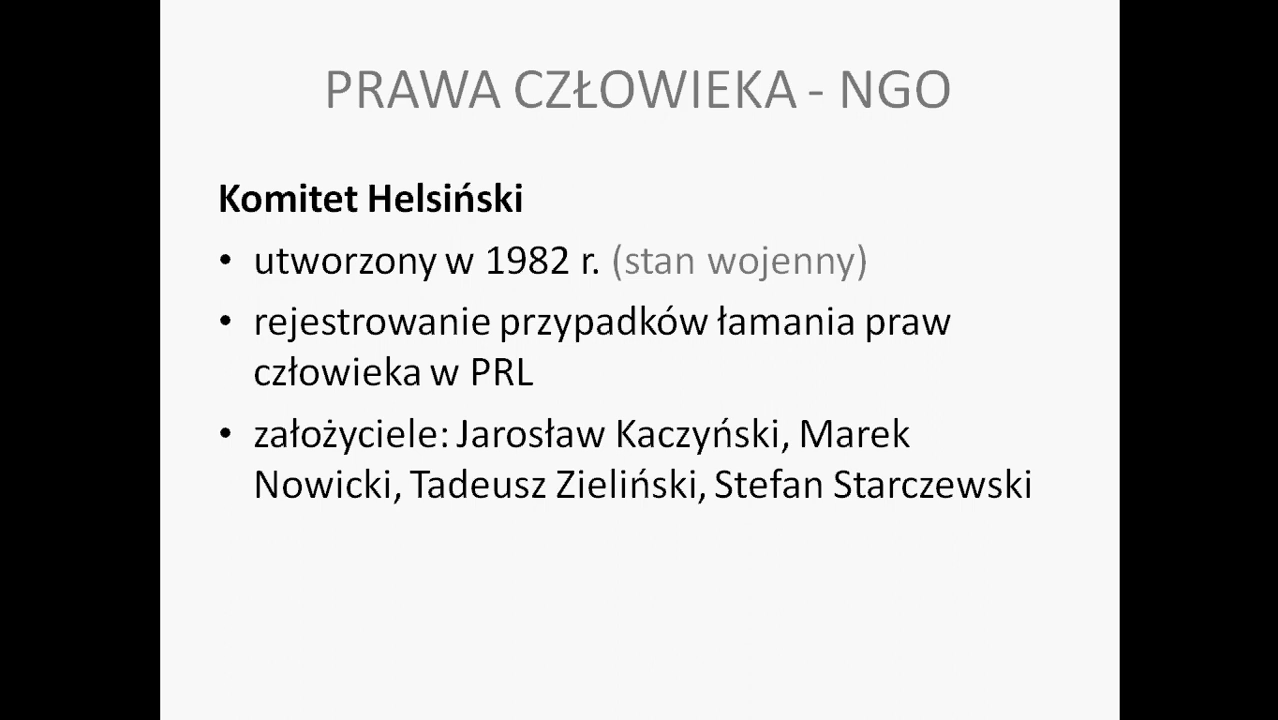 PRAWA CZŁOWIEKA - NGO
Komitet Helsiński
• utworzony w 1982 r. (stan wojenny)
• rejestrowanie przypadków łamania praw
człowieka w PRL
• założyciele: Jarosław Kaczyński, Marek
Nowicki, Tadeusz Zieliński, Stefan Starczewski